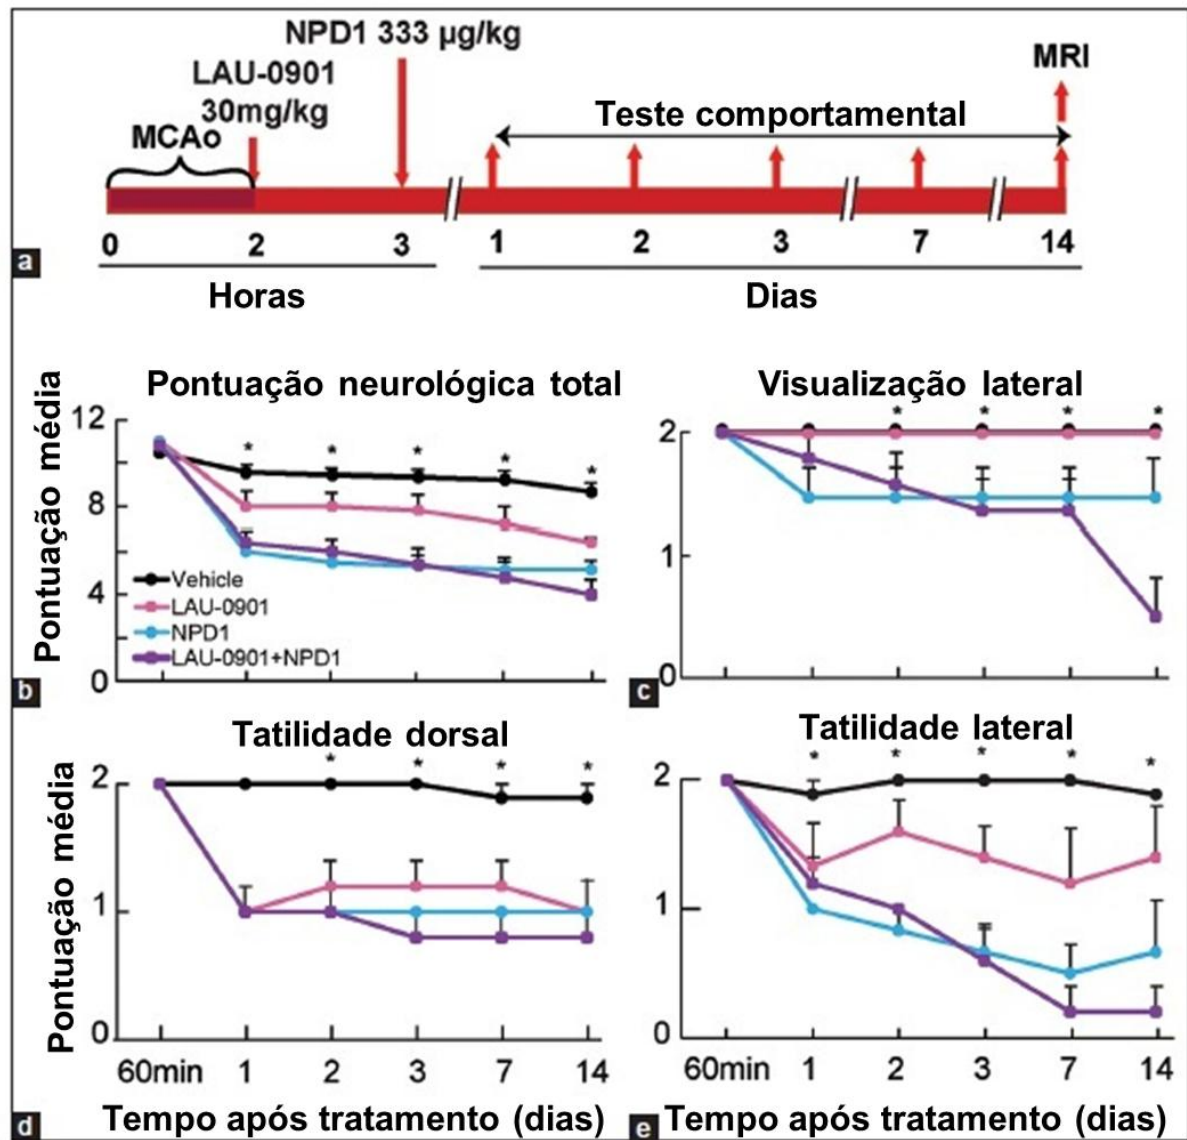 NPD1 333 µg/kg
LAU-0901
30mg/kg
MCAo
MRI
Teste comportamental
0 2 3 1 2 3 7 14
a
Horas Dias
Pontuação neurológica total
Pontuação média
12
8
4
0
* * * * *
Vehicle
LAU-0901
NPD1
LAU-0901+NPD1
b
Visualização lateral
* * * *
2
1
0
c
Tatilidade dorsal
Pontuação média
* * * *
2
1
0
60min 1 2 3 7 14
d
Tempo após tratamento (dias)
Tatilidade lateral
* * * * *
2
1
0
60min 1 2 3 7 14
e
Tempo após tratamento (dias)